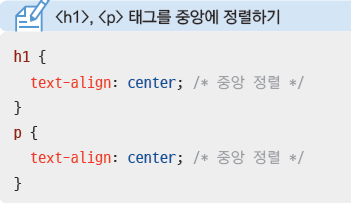 <h1>, <p> 태그를 중앙에 정렬하기
h1 {
  text-align: center; /* 중앙 정렬 */
}
p {
  text-align: center; /* 중앙 정렬 */
}